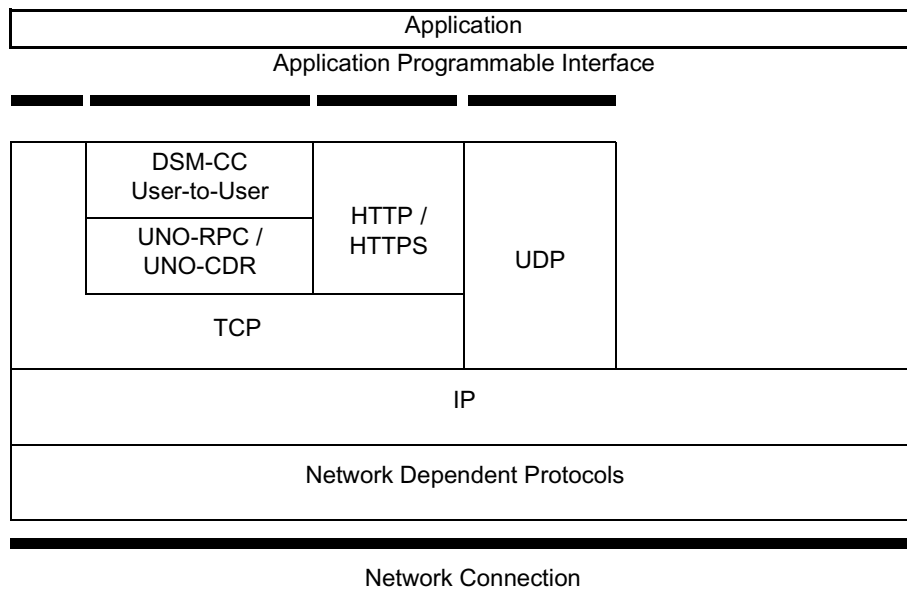 Application
Application Programmable Interface
DSM-CC
User-to-User
UNO-RPC /
UNO-CDR
HTTP /
HTTPS
UDP
TCP
IP
Network Dependent Protocols
Network Connection